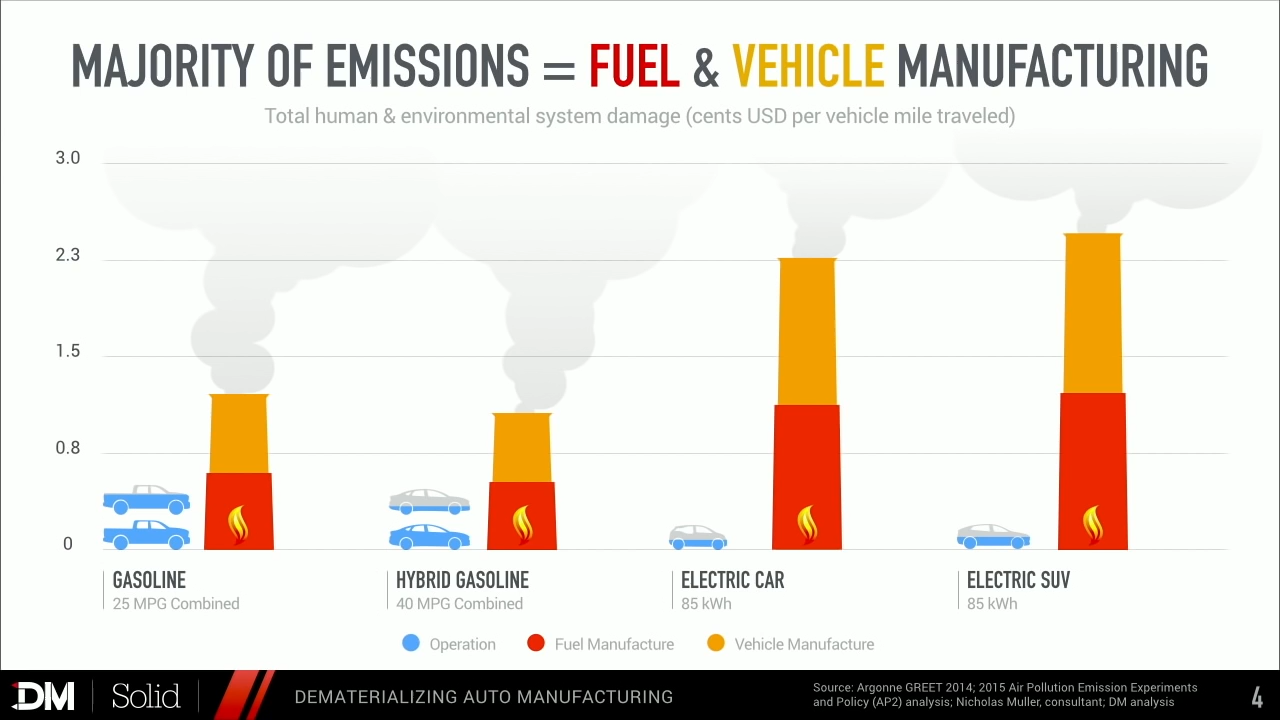 MAJORITY OF EMISSIONS = FUEL & VEHICLE MANUFACTURING
Total human & environmental system damage (cents USD per vehicle mile traveled)
3.0
2.3
1.5
0.8
0
GASOLINE
25 MPG Combined
HYBRID GASOLINE
40 MPG Combined
ELECTRIC CAR
85 kWh
ELECTRIC SUV
85 kWh
Operation
Fuel Manufacture
Vehicle Manufacture
DM
Solid
DEMATERIALIZING AUTO MANUFACTURING
Source: Argonne GREET 2014; 2015 Air Pollution Emission Experiments
and Policy (AP2) analysis; Nicholas Muller, consultant; DM analysis
4